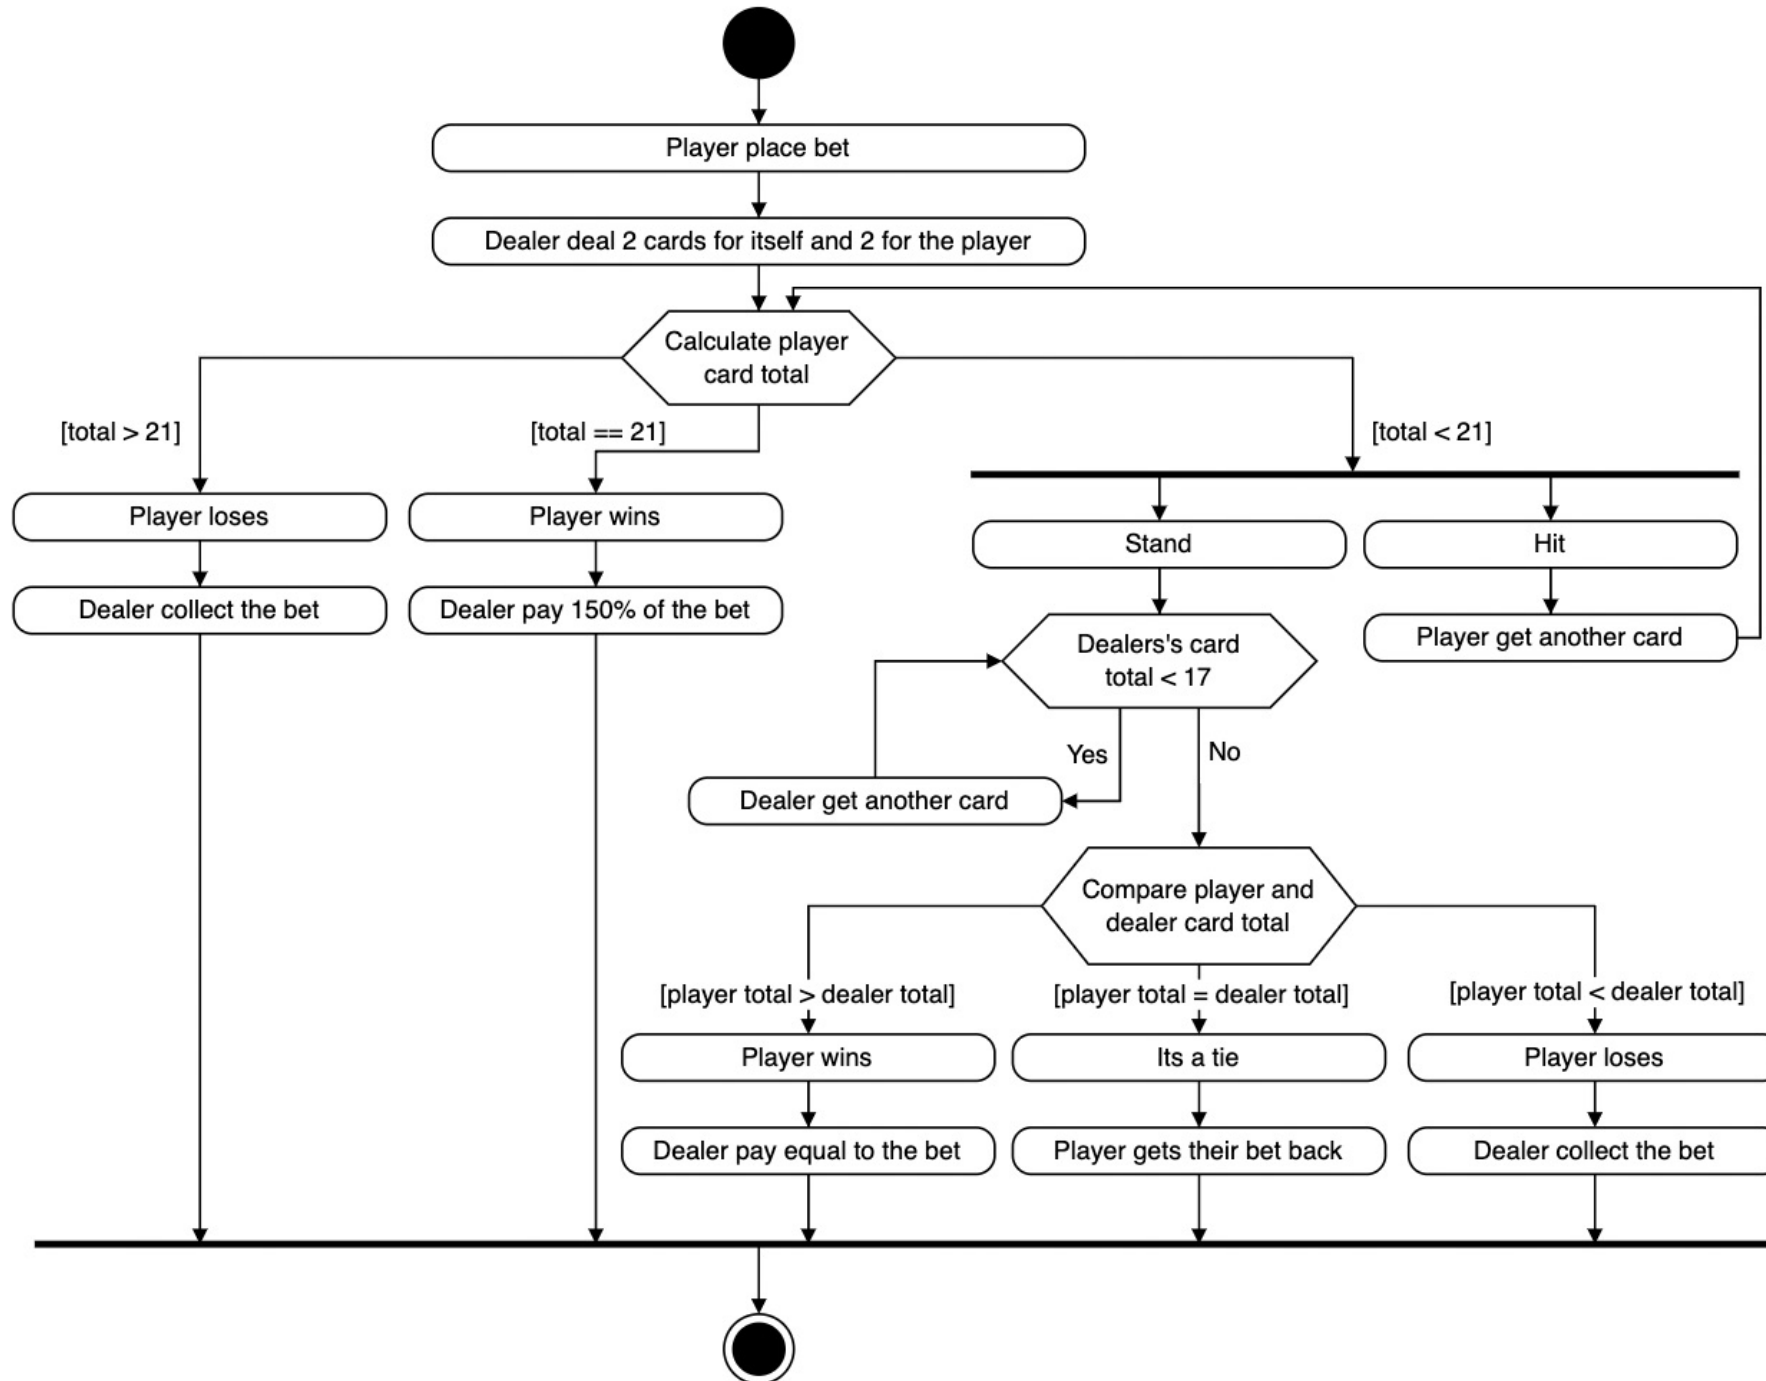 Player place bet
Dealer deal 2 cards for itself and 2 for the player
Calculate player
card total
[total > 21]
[total == 21]
[total < 21]
Player loses
Player wins
Stand
Hit
Dealer collect the bet
Dealer pay 150% of the bet
Player get another card
Dealers's card
total < 17
Yes
No
Dealer get another card
Compare player and
dealer card total
[player total > dealer total]
[player total = dealer total]
[player total < dealer total]
Player wins
Its a tie
Player loses
Dealer pay equal to the bet
Player gets their bet back
Dealer collect the bet